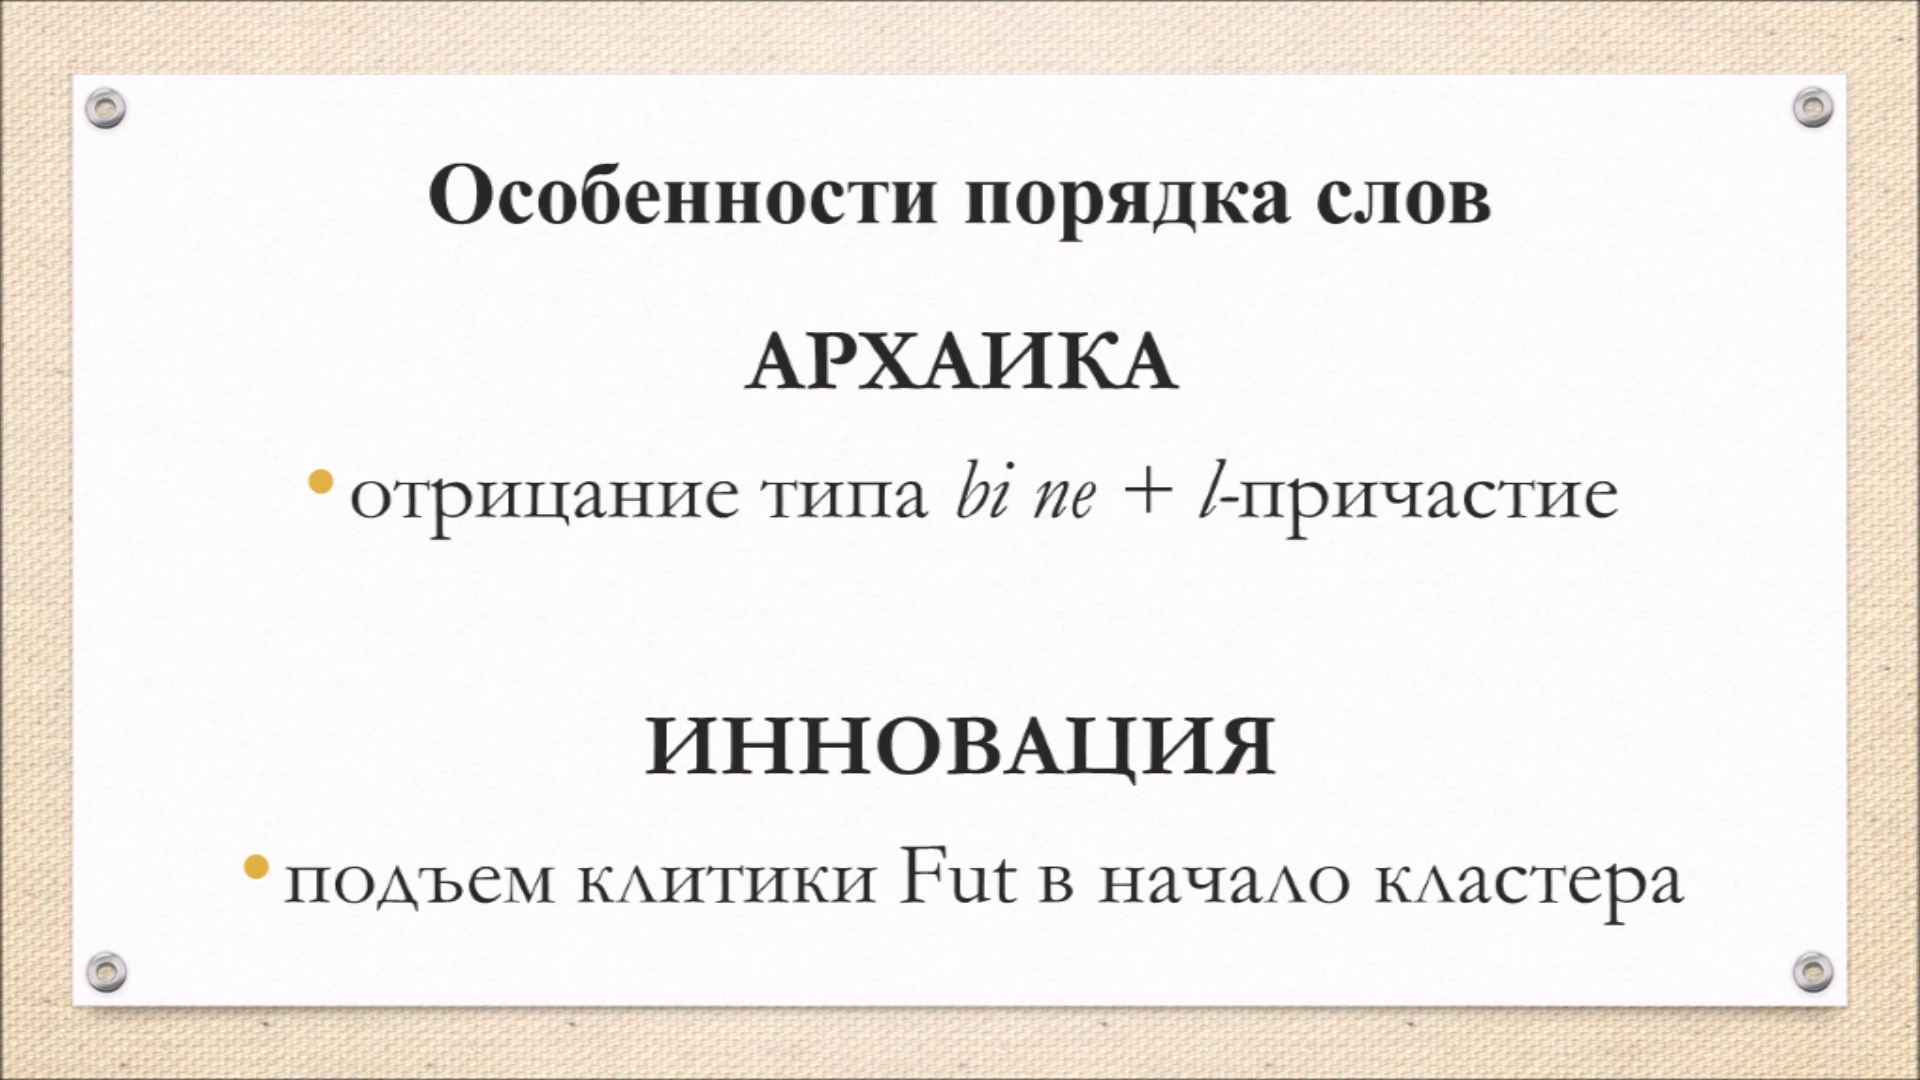 Особенности порядка слов
АРХАИКА
• отрицание типа bi ne + l-причастие
ИННОВАЦИЯ
• подъем клитики Fut в начало кластера